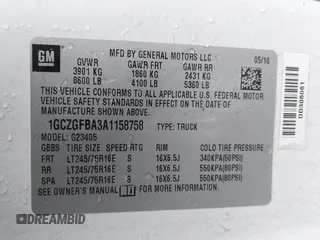 GM
MFD BY GENERAL MOTORS LLC
05/10
GVWR GAWR FRT GAWR RR
3901 KG 1860 KG 2431 KG
8600 LB 4100 LB 5360 LB
THIS VEHICLE CONFORMS TO ALL APPLICABLE U.S. FEDERAL
MOTOR VEHICLE SAFETY STANDARDS IN EFFECT ON THE DATE OF
MANUFACTURE SHOWN ABOVE.
1GCZGFBA3A1158758 TYPE: TRUCK
MODEL: G23405
GBBS TIRE SIZE SPEED RTG RIM COLD TIRE PRESSURE
FRT LT245/75R16E S 16X6.5J 340KPA(50PSI)
RR LT245/75R16E S 16X6.5J 550KPA(80PSI)
SPA LT245/75R16E S 16X6.5J 550KPA(80PSI)
SEE OWNER'S MANUAL FOR MORE INFORMATION.
DREAMBID